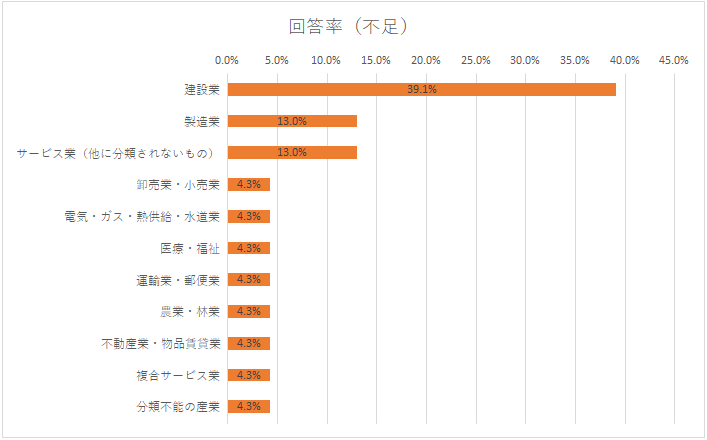 回答率（不足）
0.0% 5.0% 10.0% 15.0% 20.0% 25.0% 30.0% 35.0% 40.0% 45.0%
建設業 39.1%
製造業 13.0%
サービス業（他に分類されないもの） 13.0%
卸売業・小売業 4.3%
電気・ガス・熱供給・水道業 4.3%
医療・福祉 4.3%
運輸業・郵便業 4.3%
農業・林業 4.3%
不動産業・物品賃貸業 4.3%
複合サービス業 4.3%
分類不能の産業 4.3%